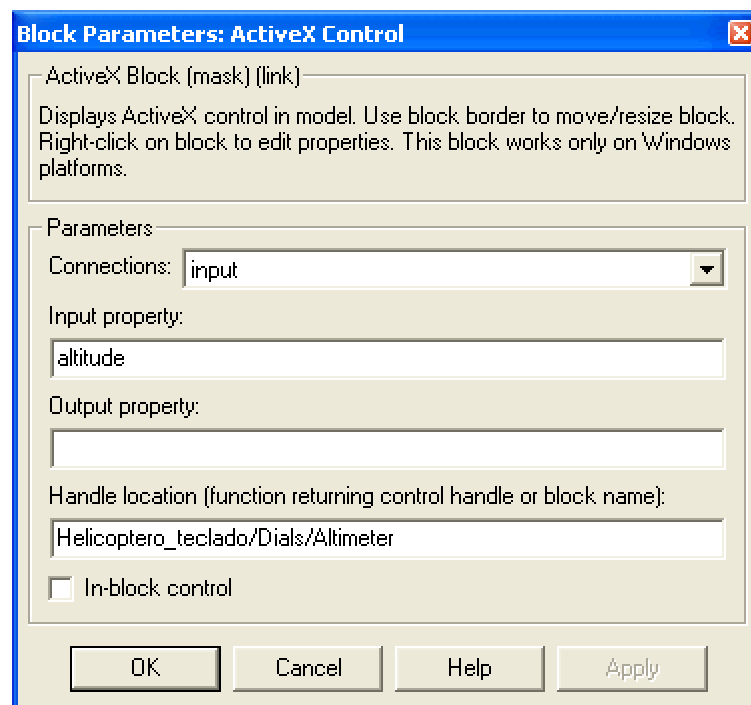 Block Parameters: ActiveX Control
ActiveX Block (mask) (link)
Displays ActiveX control in model. Use block border to move/resize block.
Right-click on block to edit properties. This block works only on Windows
platforms.
Parameters
Connections: input
Input property:
altitude
Output property:
Handle location (function returning control handle or block name):
Helicoptero_teclado/Dials/Altimeter
In-block control
OK Cancel Help Apply